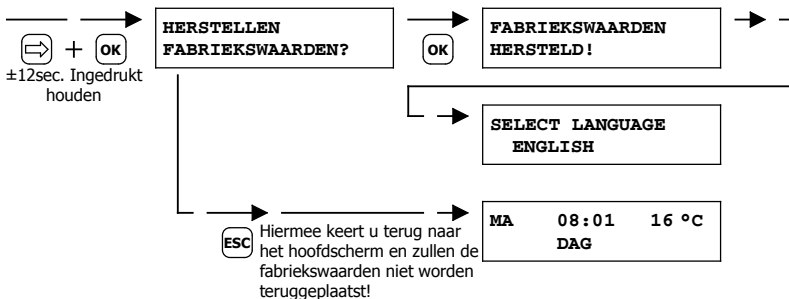 HERSTELLEN
FABRIEKSWAARDEN?
FABRIEKSWAARDEN
HERSTELD!
+ OK
OK
±12sec. Ingedrukt
houden
SELECT LANGUAGE
ENGLISH
MA 08:01 16 °C
DAG
ESC
Hiermee keert u terug naar
het hoofdscherm en zullen de
fabriekswaarden niet worden
teruggeplaatst!